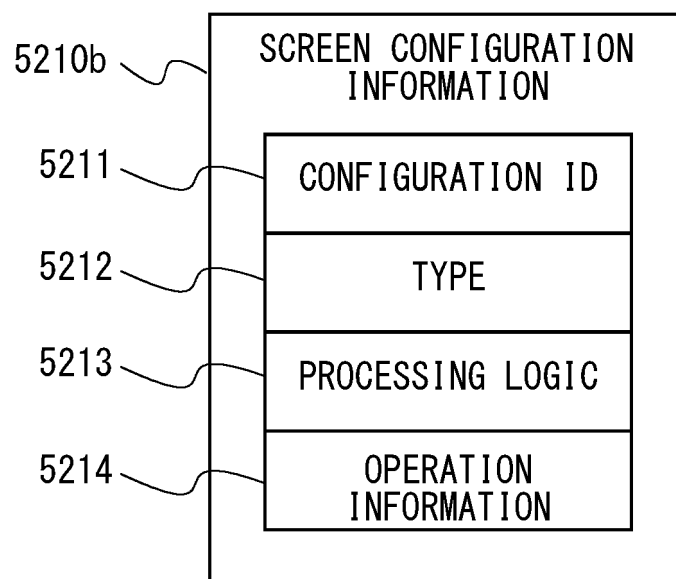 5210b
SCREEN CONFIGURATION
INFORMATION
5211
CONFIGURATION ID
5212
TYPE
5213
PROCESSING LOGIC
5214
OPERATION
INFORMATION